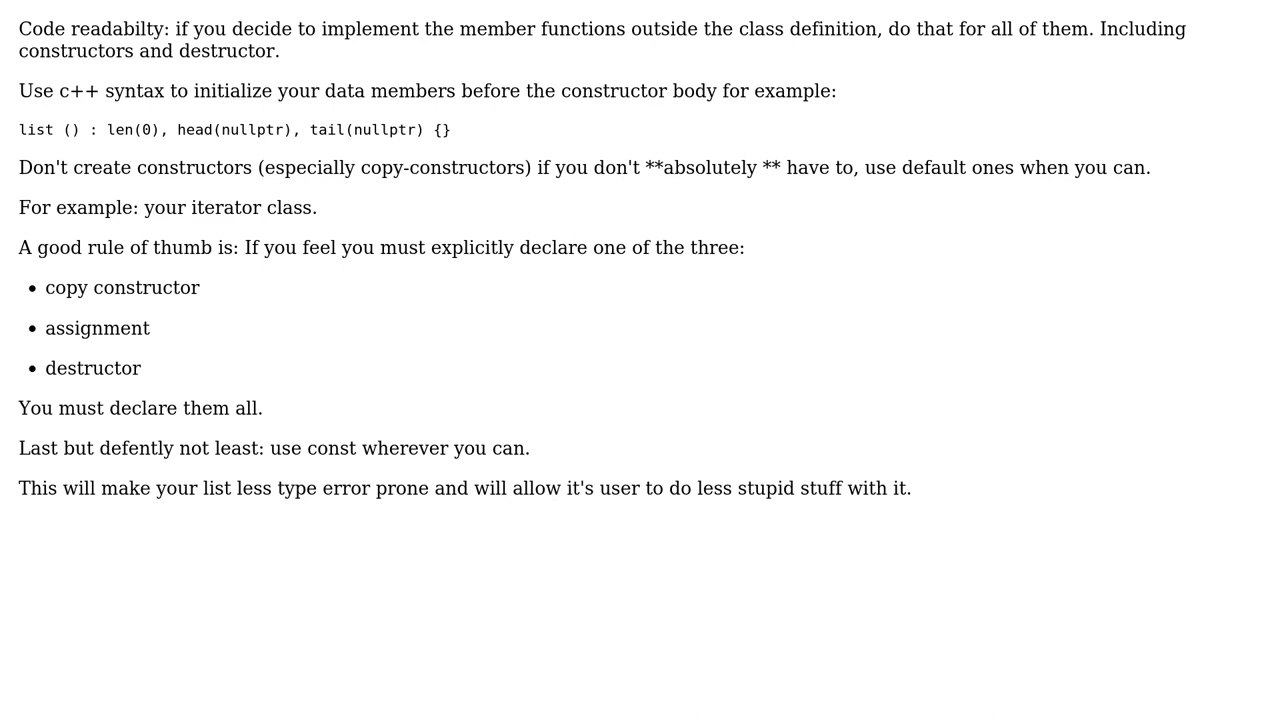 Code readabilty: if you decide to implement the member functions outside the class definition, do that for all of them. Including
constructors and destructor.
Use c++ syntax to initialize your data members before the constructor body for example:
list () : len(0), head(nullptr), tail(nullptr) {}
Don't create constructors (especially copy-constructors) if you don't **absolutely ** have to, use default ones when you can.
For example: your iterator class.
A good rule of thumb is: If you feel you must explicitly declare one of the three:
• copy constructor
• assignment
• destructor
You must declare them all.
Last but defently not least: use const wherever you can.
This will make your list less type error prone and will allow it's user to do less stupid stuff with it.